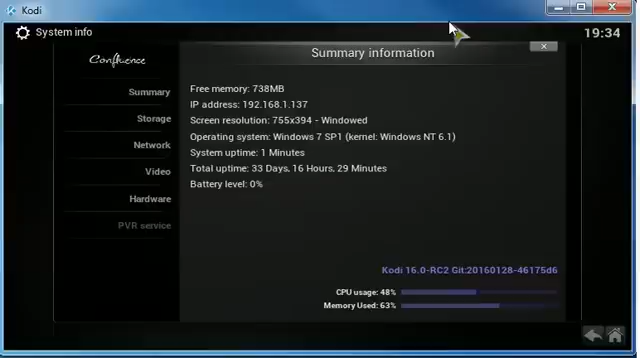 Kodi
System info
19:34
Confluence
Summary information
Summary
Storage
Network
Video
Hardware
PVR service
Free memory: 738MB
IP address: 192.168.1.137
Screen resolution: 755x394 - Windowed
Operating system: Windows 7 SP1 (kernel: Windows NT 6.1)
System uptime: 1 Minutes
Total uptime: 33 Days, 16 Hours, 29 Minutes
Battery level: 0%
Kodi 16.0-RC2 Git:20160128-46175d6
CPU usage: 48%
Memory Used: 63%